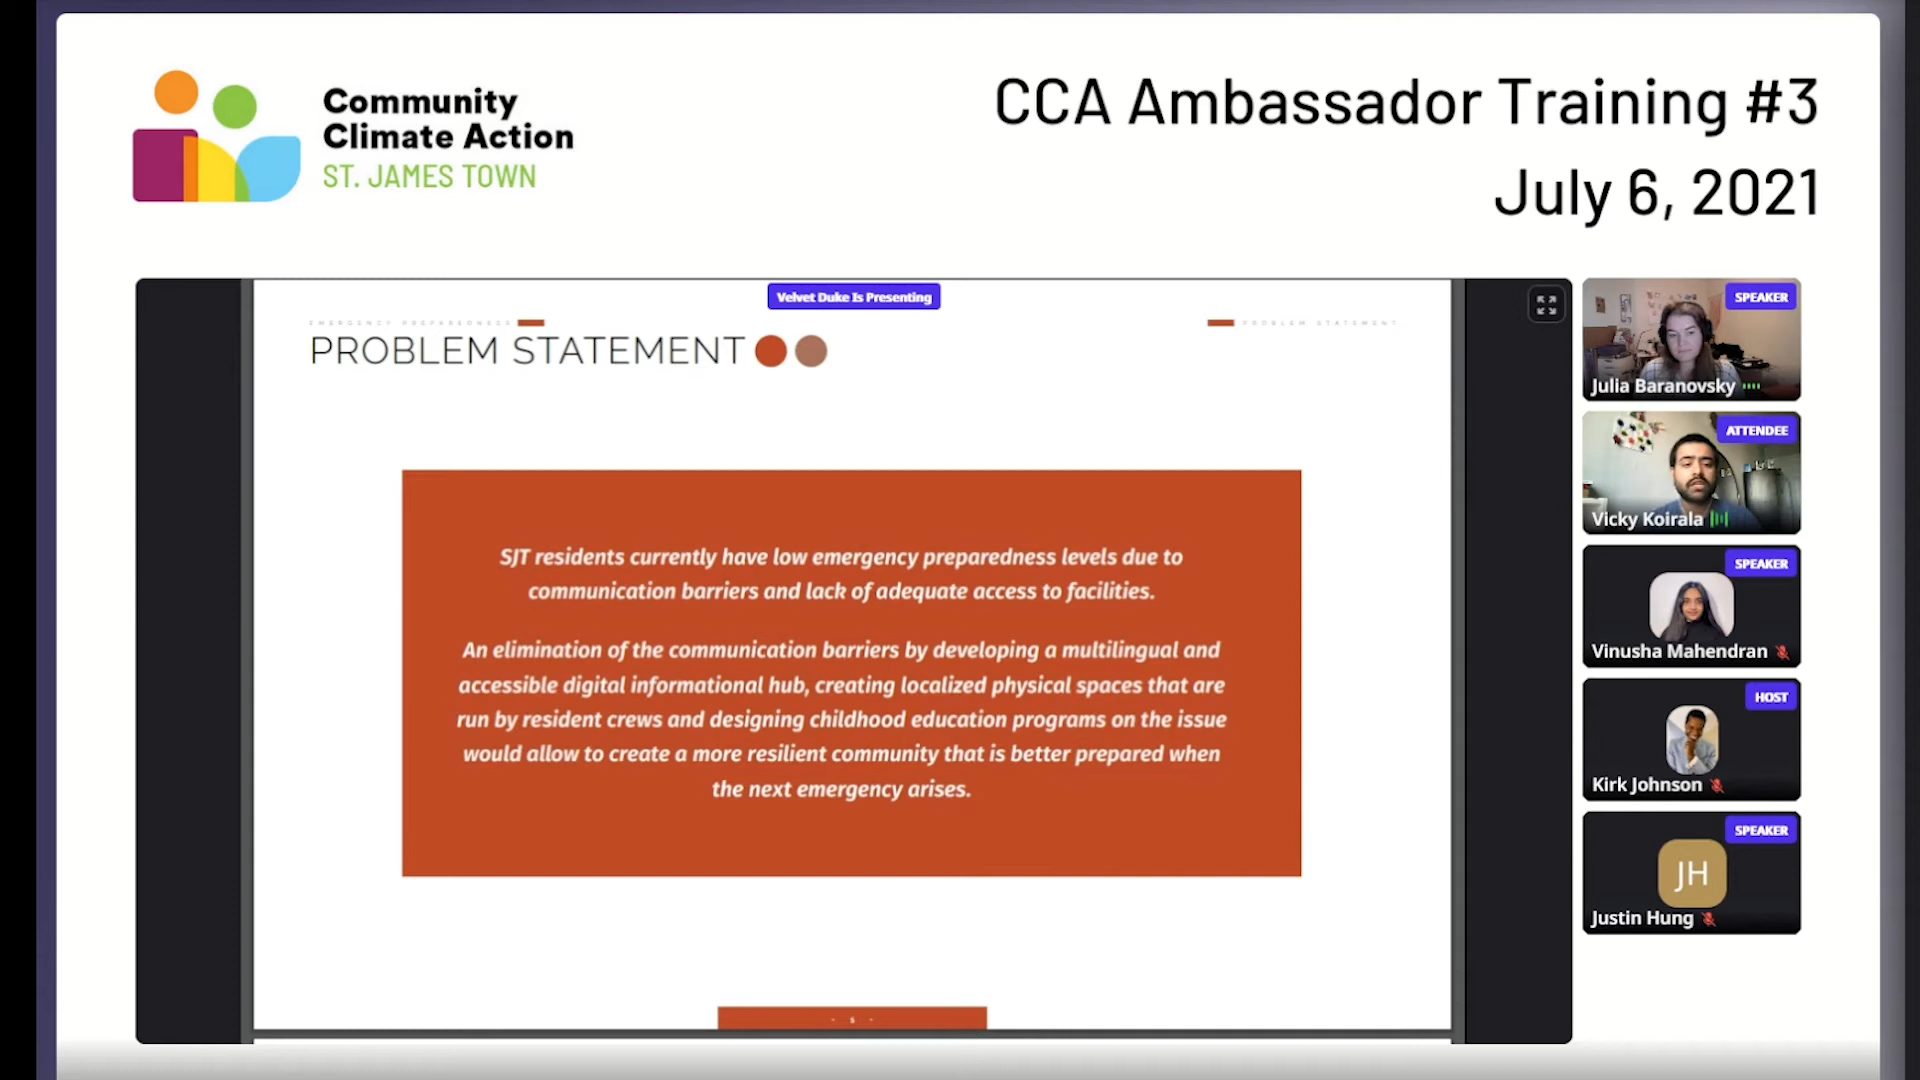 Community
Climate Action
ST. JAMES TOWN
CCA Ambassador Training #3
July 6, 2021
Velvet Duke Is Presenting
EMERGENCY PREPAREDNESS
PROBLEM STATEMENT
PROBLEM STATEMENT
SJT residents currently have low emergency preparedness levels due to
communication barriers and lack of adequate access to facilities.
An elimination of the communication barriers by developing a multilingual and
accessible digital informational hub, creating localized physical spaces that are
run by resident crews and designing childhood education programs on the issue
would allow to create a more resilient community that is better prepared when
the next emergency arises.
- 5 -
SPEAKER
Julia Baranovsky
ATTENDEE
Vicky Koirala
SPEAKER
Vinusha Mahendran
HOST
Kirk Johnson
SPEAKER
JH
Justin Hung